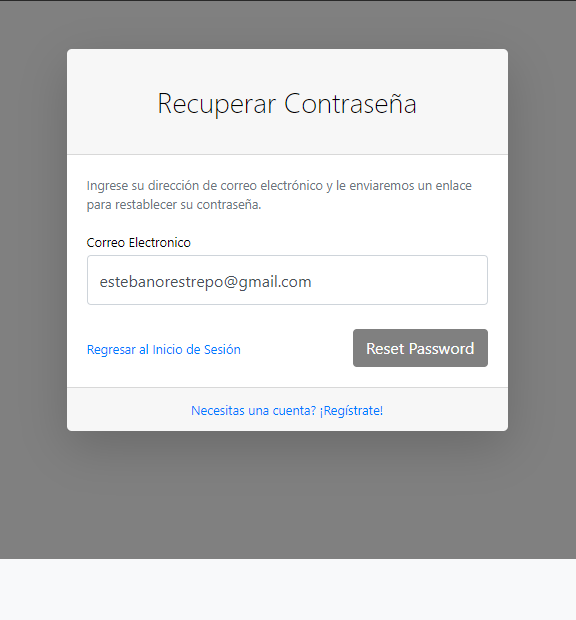 Recuperar Contraseña
Ingrese su dirección de correo electrónico y le enviaremos un enlace
para restablecer su contraseña.
Correo Electronico
estebanorestrepo@gmail.com
Regresar al Inicio de Sesión
Reset Password
Necesitas una cuenta? ¡Regístrate!